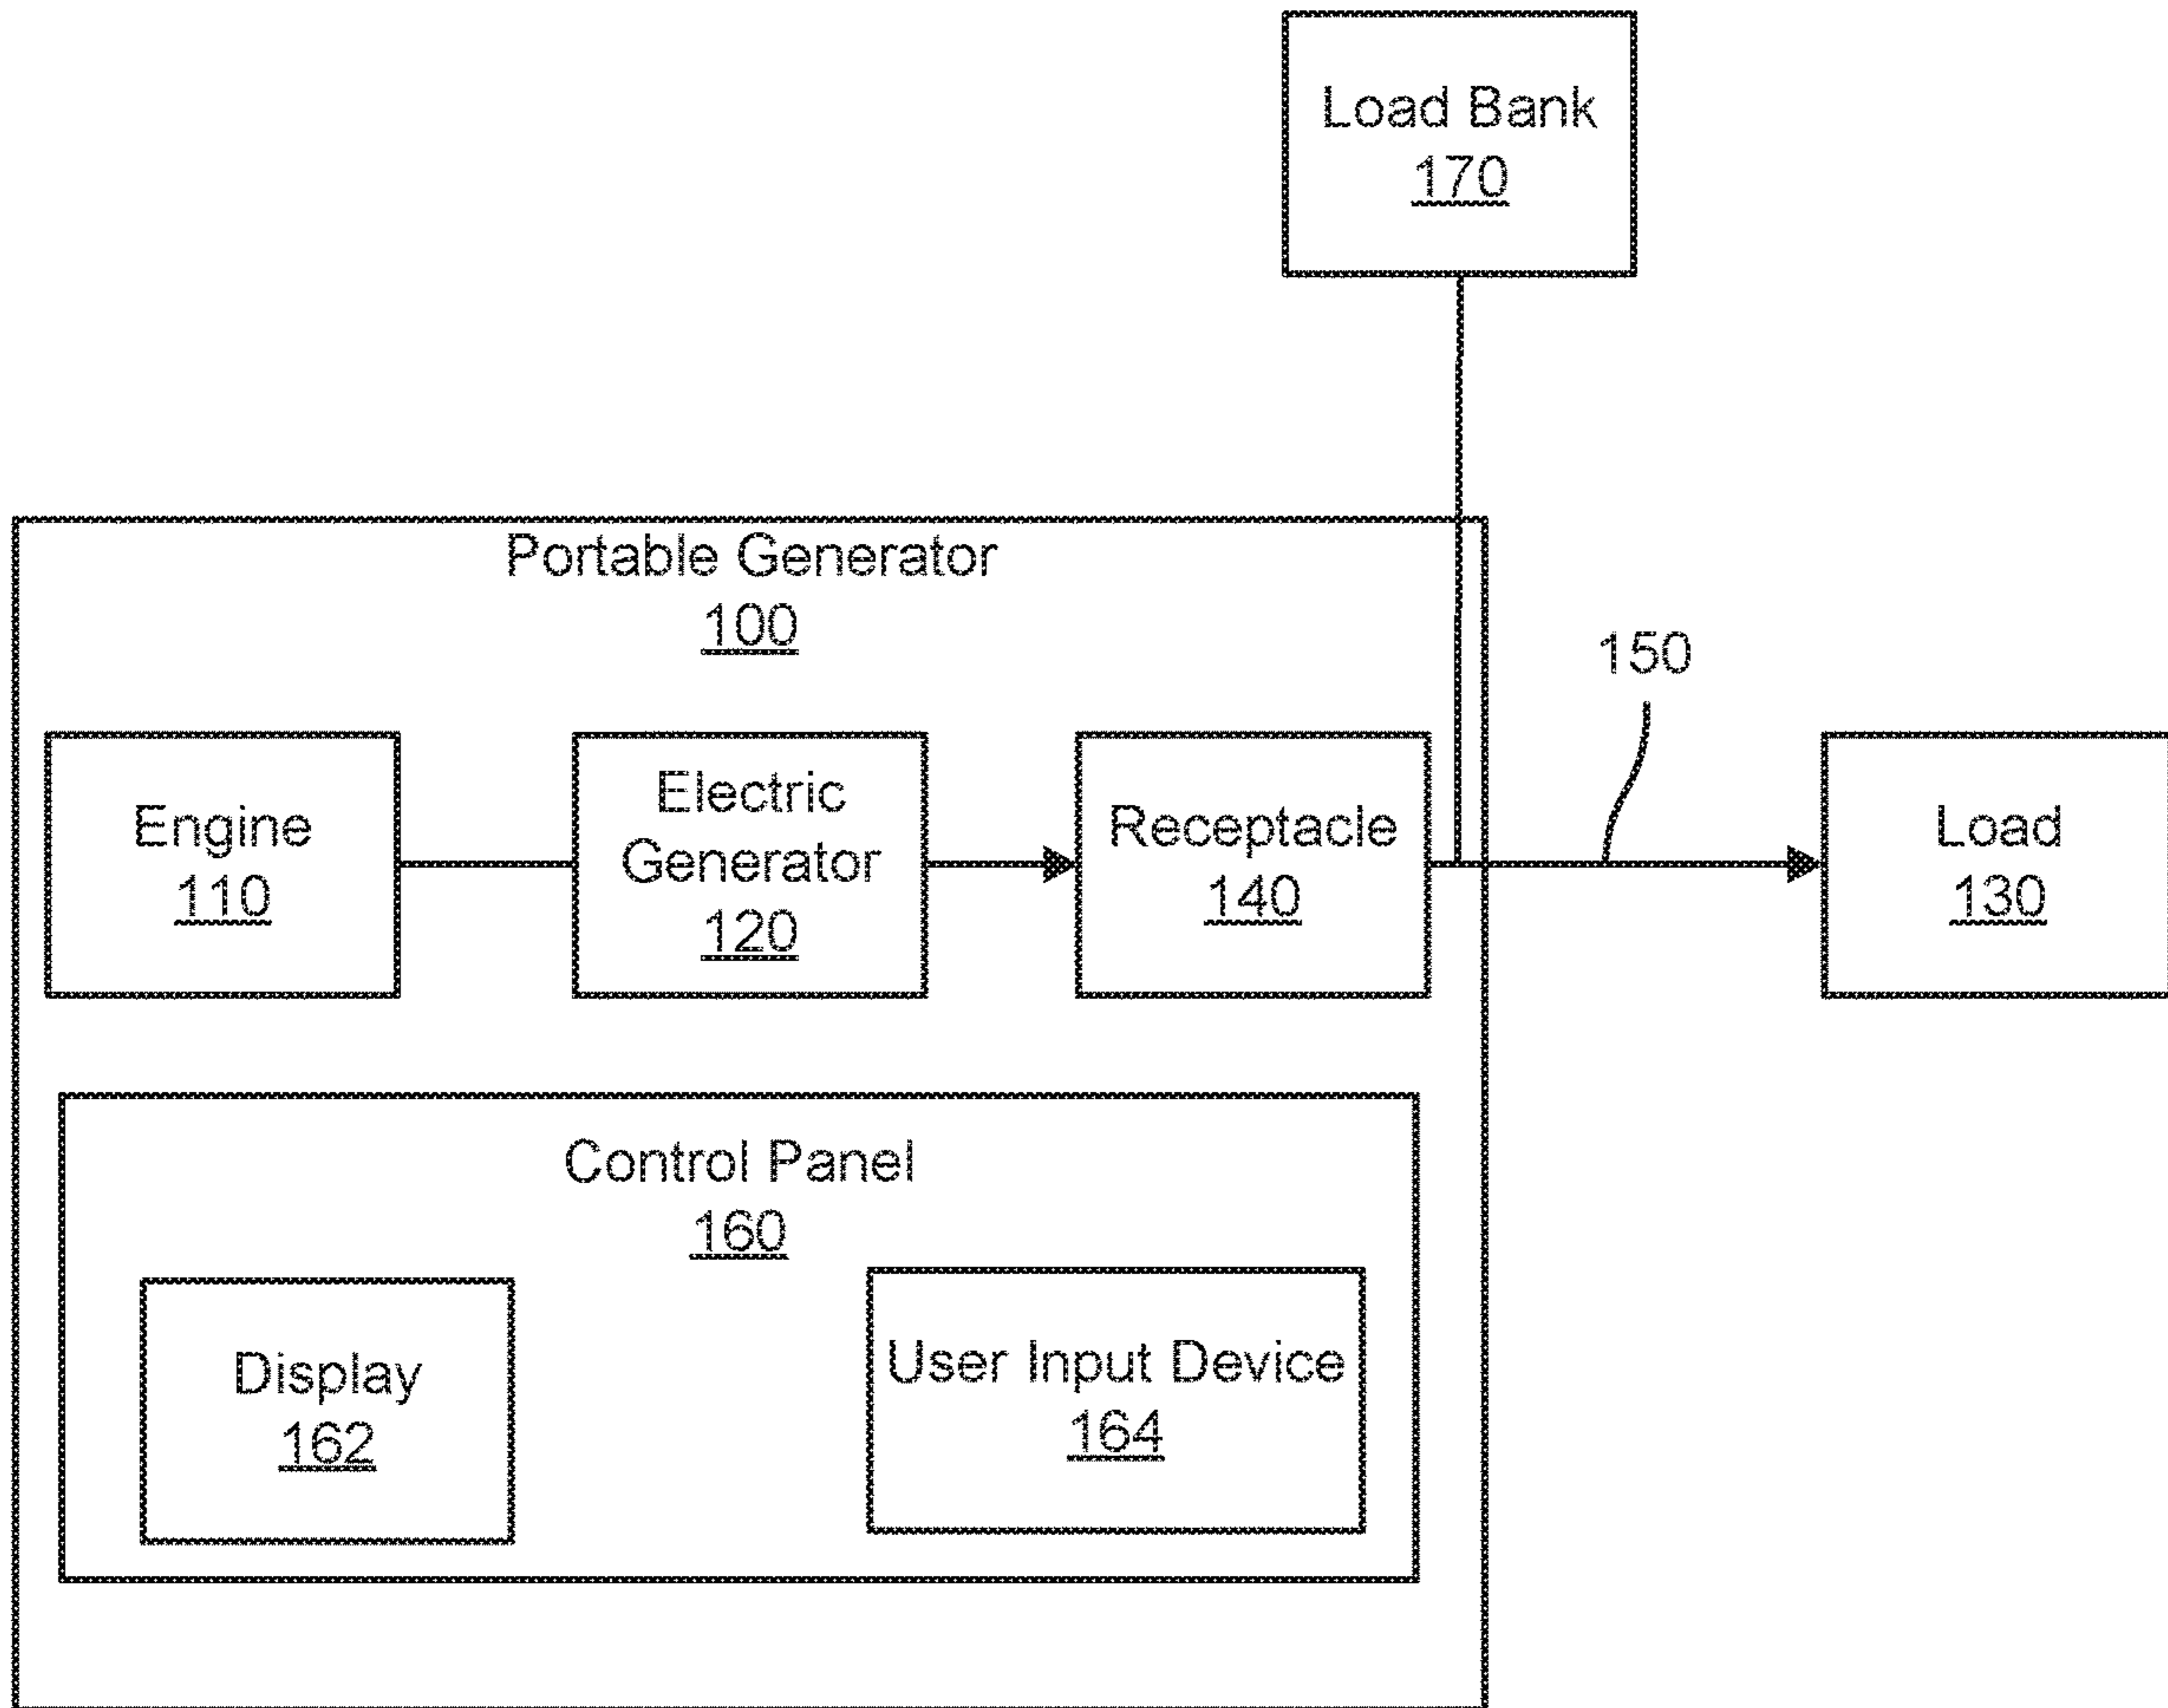 Load Bank
170
Portable Generator
100
150
Engine
110
Electric
Generator
120
Receptacle
140
Load
130
Control Panel
160
Display
162
User Input Device
164